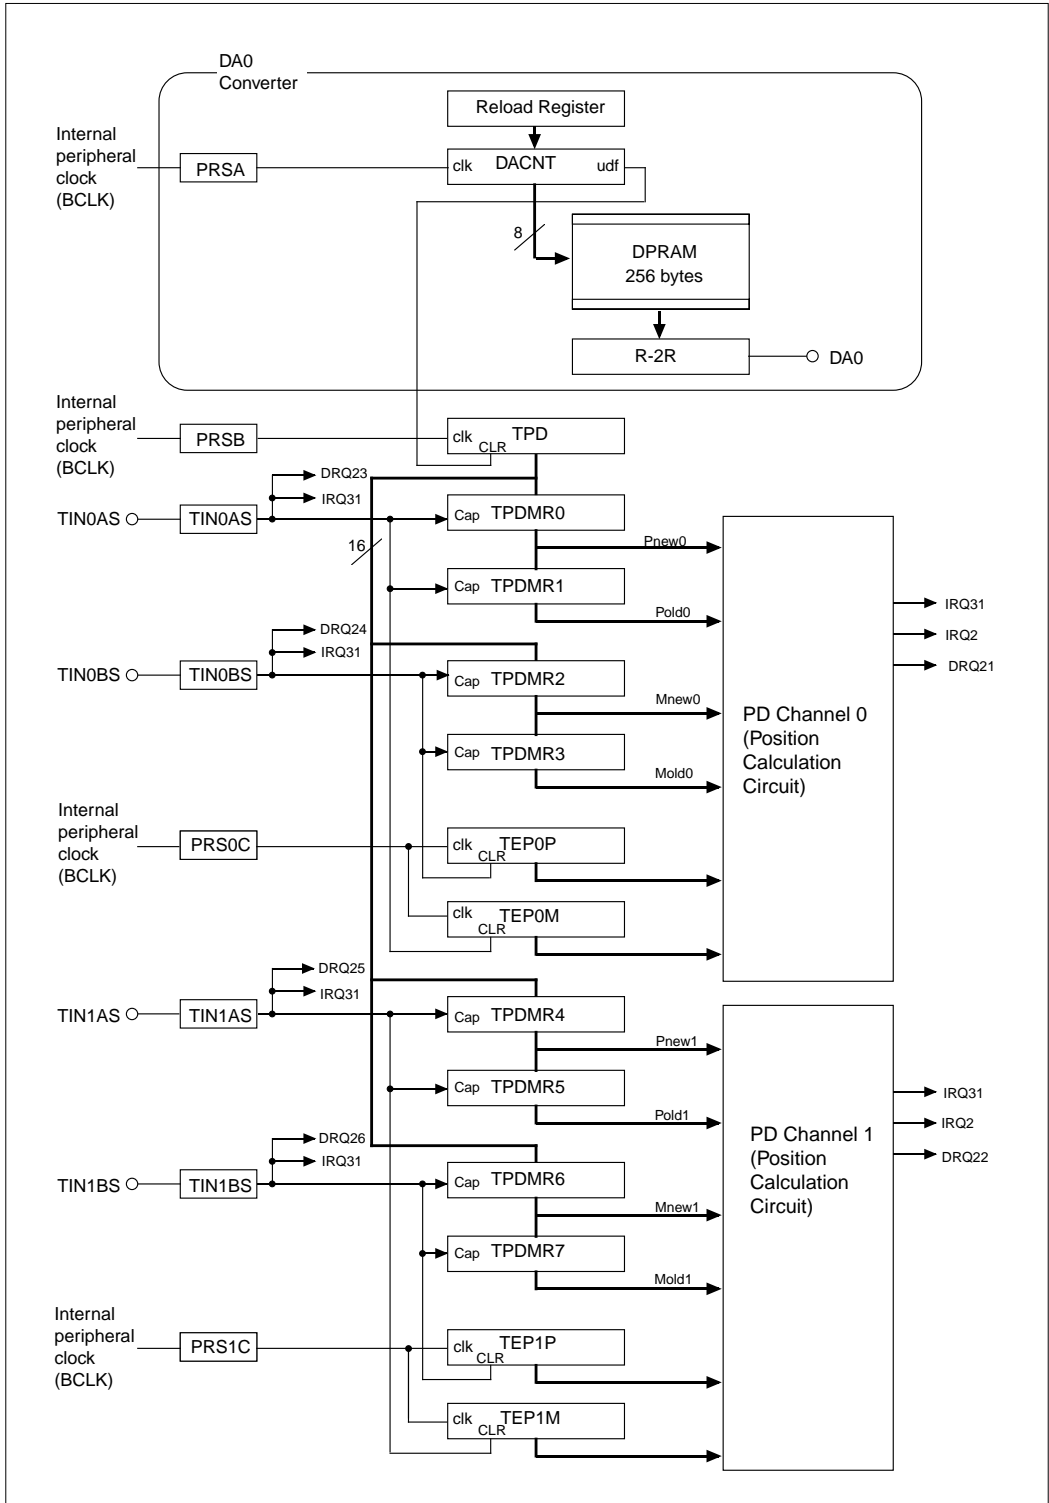 DA0
Converter
Reload Register
Internal
peripheral
clock
(BCLK)
PRSA
clk DACNT udf
8
DPRAM
256 bytes
R-2R
DA0
Internal
peripheral
clock
(BCLK)
PRSB
clk TPD
CLR
DRQ23
IRQ31
TIN0AS
TIN0AS
Cap TPDMR0
16
Pnew0
Cap TPDMR1
Pold0
IRQ31
IRQ2
DRQ21
DRQ24
IRQ31
TIN0BS
TIN0BS
Cap TPDMR2
Mnew0
PD Channel 0
(Position
Calculation
Circuit)
Cap TPDMR3
Mold0
Internal
peripheral
clock
(BCLK)
PRS0C
clk TEP0P
CLR
clk TEP0M
CLR
DRQ25
IRQ31
TIN1AS
TIN1AS
Cap TPDMR4
Pnew1
Cap TPDMR5
Pold1
IRQ31
IRQ2
DRQ22
DRQ26
IRQ31
TIN1BS
TIN1BS
Cap TPDMR6
Mnew1
PD Channel 1
(Position
Calculation
Circuit)
Cap TPDMR7
Mold1
Internal
peripheral
clock
(BCLK)
PRS1C
clk TEP1P
CLR
clk TEP1M
CLR